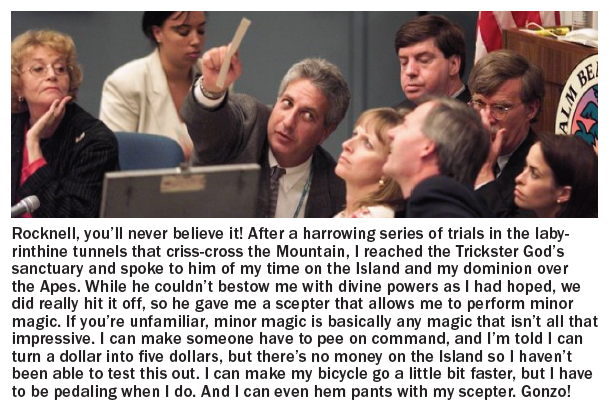 ALM BE
Rocknell, you'll never believe it! After a harrowing series of trials in the laby-
rinthine tunnels that criss-cross the Mountain, I reached the Trickster God's
sanctuary and spoke to him of my time on the Island and my dominion over
the Apes. While he couldn't bestow me with divine powers as I had hoped, we
did really hit it off, so he gave me a scepter that allows me to perform minor
magic. If you're unfamiliar, minor magic is basically any magic that isn't all that
impressive. I can make someone have to pee on command, and I'm told I can
turn a dollar into five dollars, but there's no money on the Island so I haven't
been able to test this out. I can make my bicycle go a little bit faster, but I have
to be pedaling when I do. And I can even hem pants with my scepter. Gonzo!